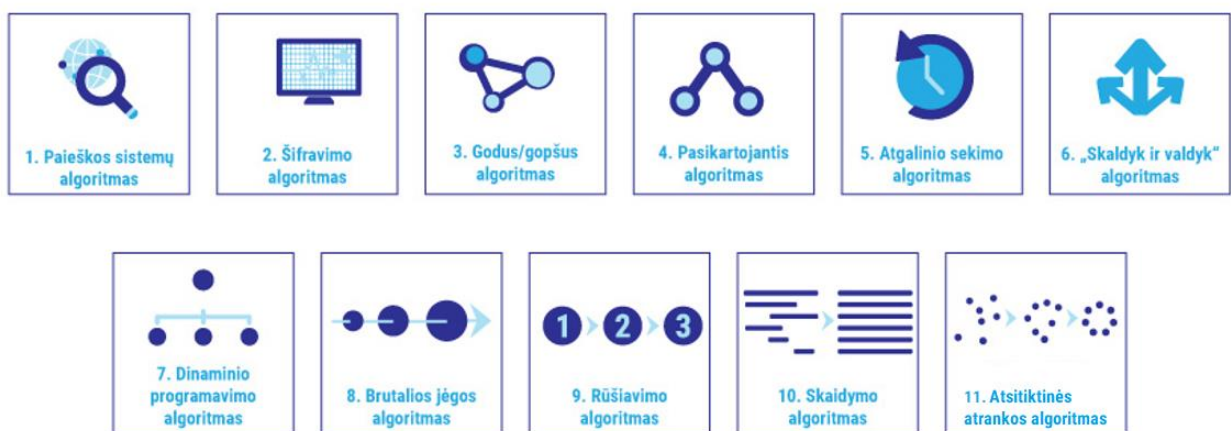 1. Paieškos sistemų
algoritmas
2. Šifravimo
algoritmas
3. Godus/gopšus
algoritmas
4. Pasikartojantis
algoritmas
5. Atgalinio sekimo
algoritmas
6. „Skaldyk ir valdyk“
algoritmas
7. Dinaminio
programavimo
algoritmas
8. Brutalios jėgos
algoritmas
1 2 3
9. Rūšiavimo
algoritmas
10. Skaidymo
algoritmas
11. Atsitiktinės
atrankos algoritmas